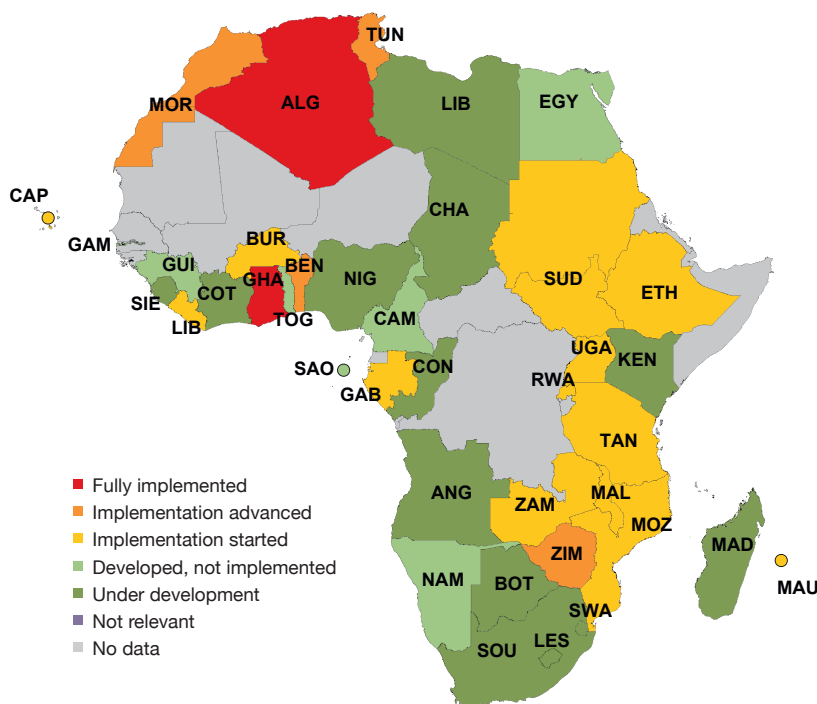 TUN
MOR
ALG
LIB
EGY
CAP
CHA
GAM
BUR
GUI
BEN
NIG
GHA
SUD
ETH
SIE
COT
LIB
TOG
CAM
SAO
CON
UGA
KEN
GAB
RWA
TAN
ANG
ZAM
MAL
MOZ
ZIM
MAD
NAM
BOT
MAU
SWA
SOU
LES
Fully implemented
Implementation advanced
Implementation started
Developed, not implemented
Under development
Not relevant
No data